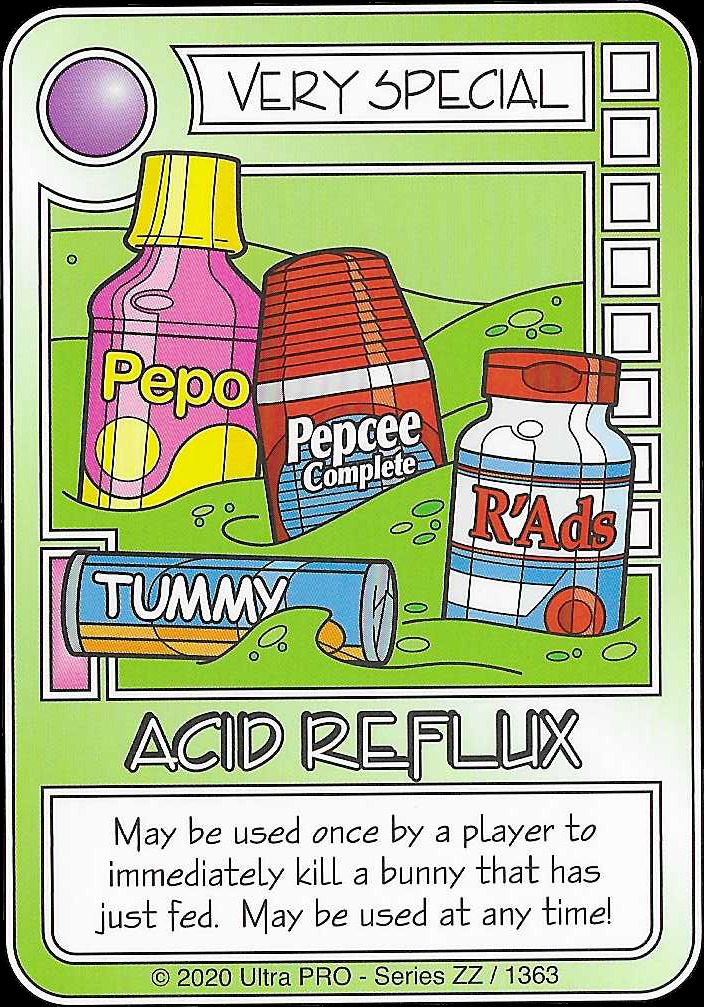 VERY SPECIAL
Pepo
Pepcee
Complete
R'Ads
TUMMY
ACID REFLUX
May be used once by a player to
immediately kill a bunny that has
just fed. May be used at any time!
© 2020 Ultra PRO - Series ZZ / 1363